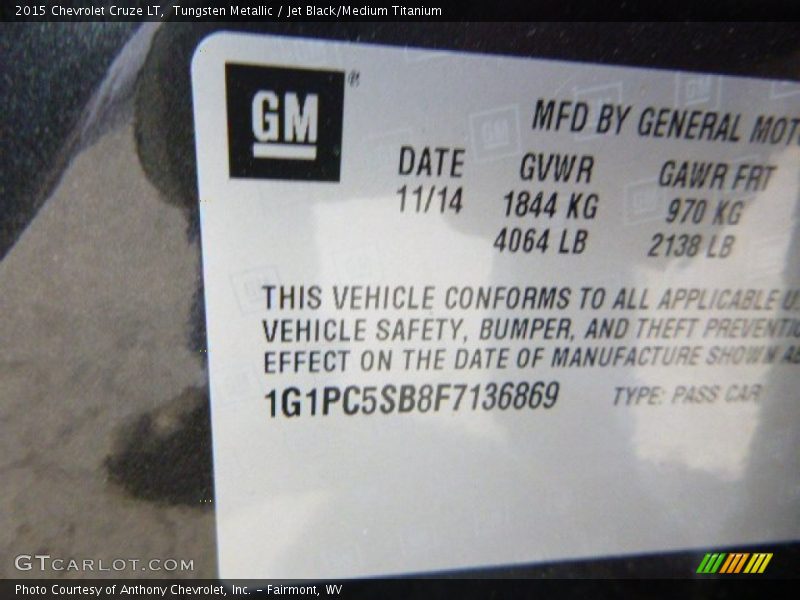 2015 Chevrolet Cruze LT, Tungsten Metallic / Jet Black/Medium Titanium
GM ®
MFD BY GENERAL MOTO
DATE GVWR GAWR FRT
11/14 1844 KG 970 KG
4064 LB 2138 LB
THIS VEHICLE CONFORMS TO ALL APPLICABLE U
VEHICLE SAFETY, BUMPER, AND THEFT PREVENTIO
EFFECT ON THE DATE OF MANUFACTURE SHOWN A
1G1PC5SB8F7136869 TYPE: PASS CAR
GTCARLOT.COM
Photo Courtesy of Anthony Chevrolet, Inc. – Fairmont, WV